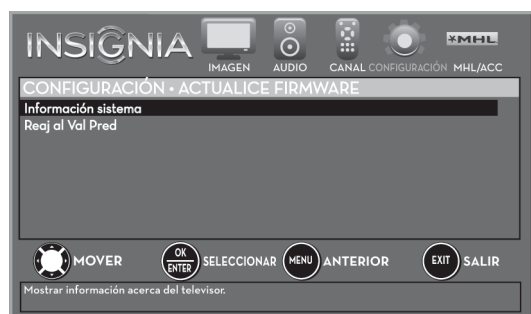 INSIGNIA
IMAGEN AUDIO CANAL CONFIGURACIÓN MHL/ACC
MHL
CONFIGURACIÓN • ACTUALICE FIRMWARE
Información sistema
Reaj al Val Pred
MOVER OK ENTER SELECCIONAR MENU ANTERIOR EXIT SALIR
Mostrar información acerca del televisor.